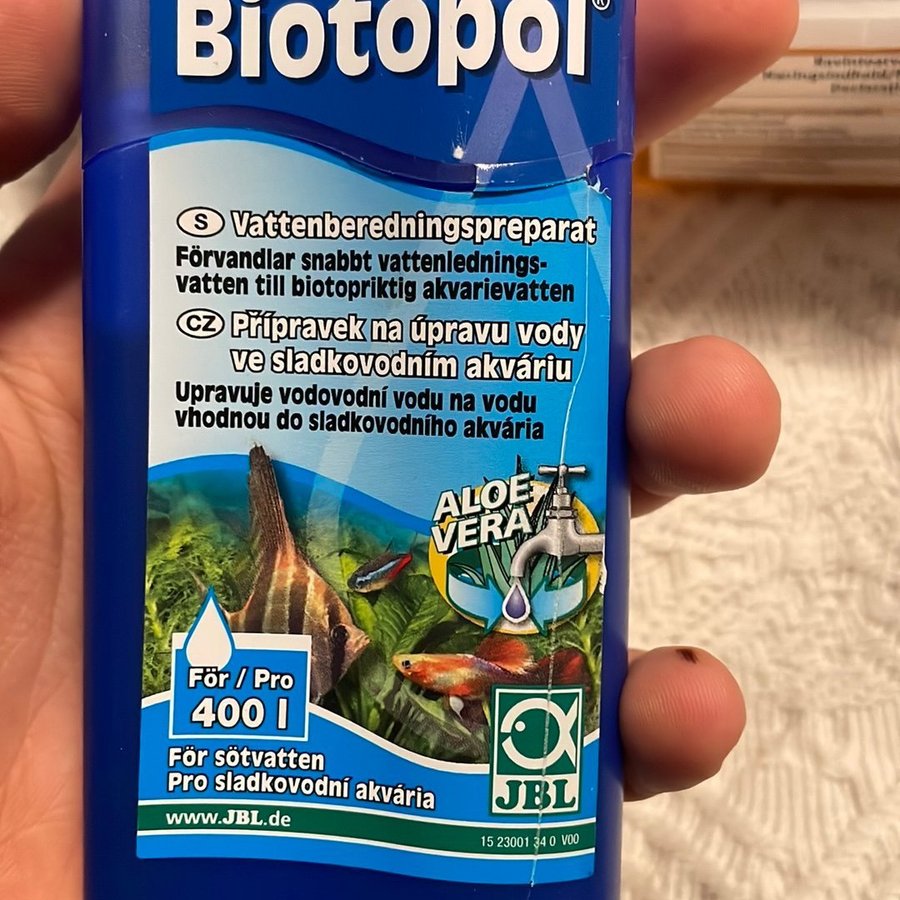 Biotopol®
S Vattenberedningspreparat
Förvandlar snabbt vattenlednings-
vatten till biotopriktig akvarievatten
CZ Přípravek na úpravu vody
ve sladkovodním akváriu
Upravuje vodovodní vodu na vodu
vhodnou do sladkovodního akvária
ALOE
VERA
För / Pro
400 l
För sötvatten
Pro sladkovodní akvária
JBL
www.JBL.de
15 23001 34 0 V00